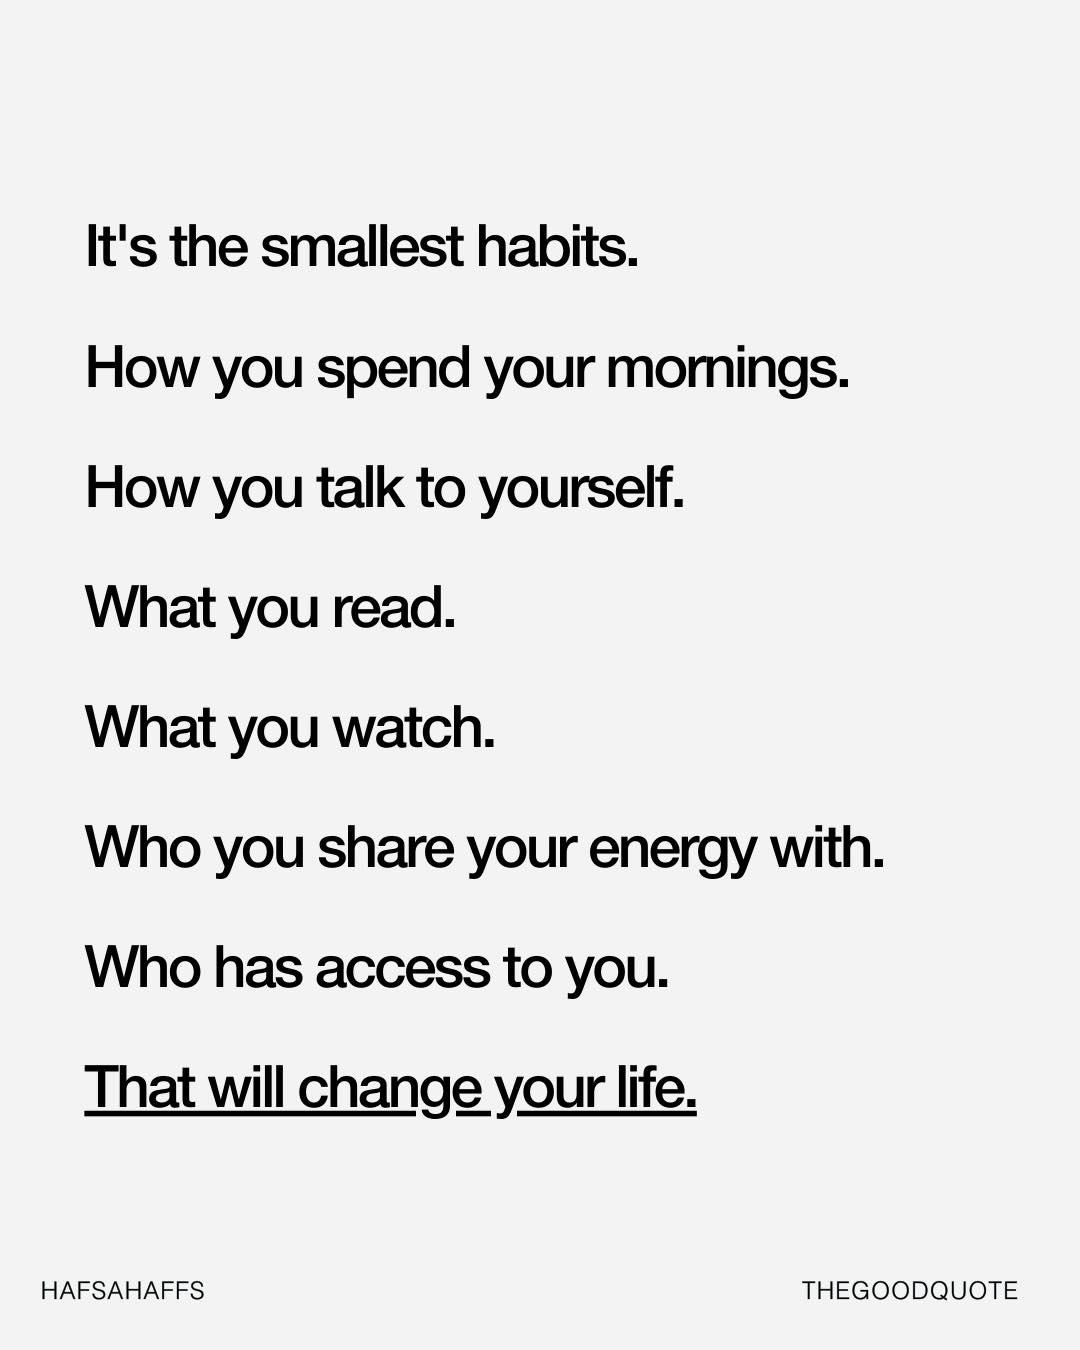 It's the smallest habits.
How you spend your mornings.
How you talk to yourself.
What you read.
What you watch.
Who you share your energy with.
Who has access to you.
That will change your life.
HAFSAHAFFS
THEGOODQUOTE